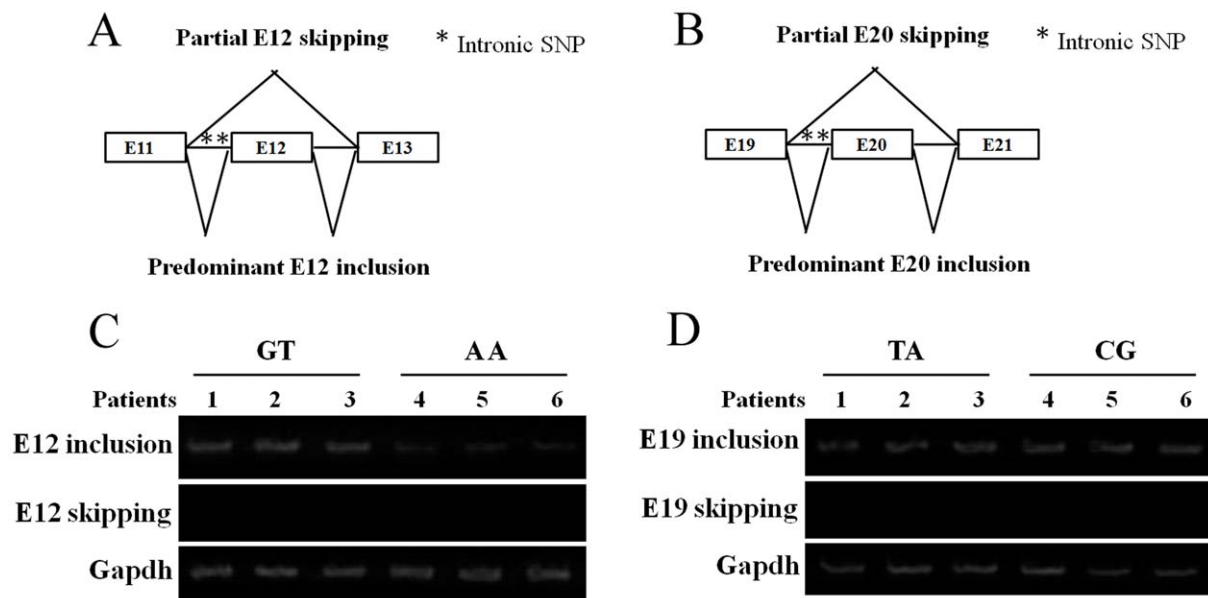 A
Partial E12 skipping
* Intronic SNP
**
E11
E12
E13
Predominant E12 inclusion
B
Partial E20 skipping
* Intronic SNP
**
E19
E20
E21
Predominant E20 inclusion
C
GT
AA
Patients 1 2 3 4 5 6
E12 inclusion
E12 skipping
Gapdh
D
TA
CG
Patients 1 2 3 4 5 6
E19 inclusion
E19 skipping
Gapdh